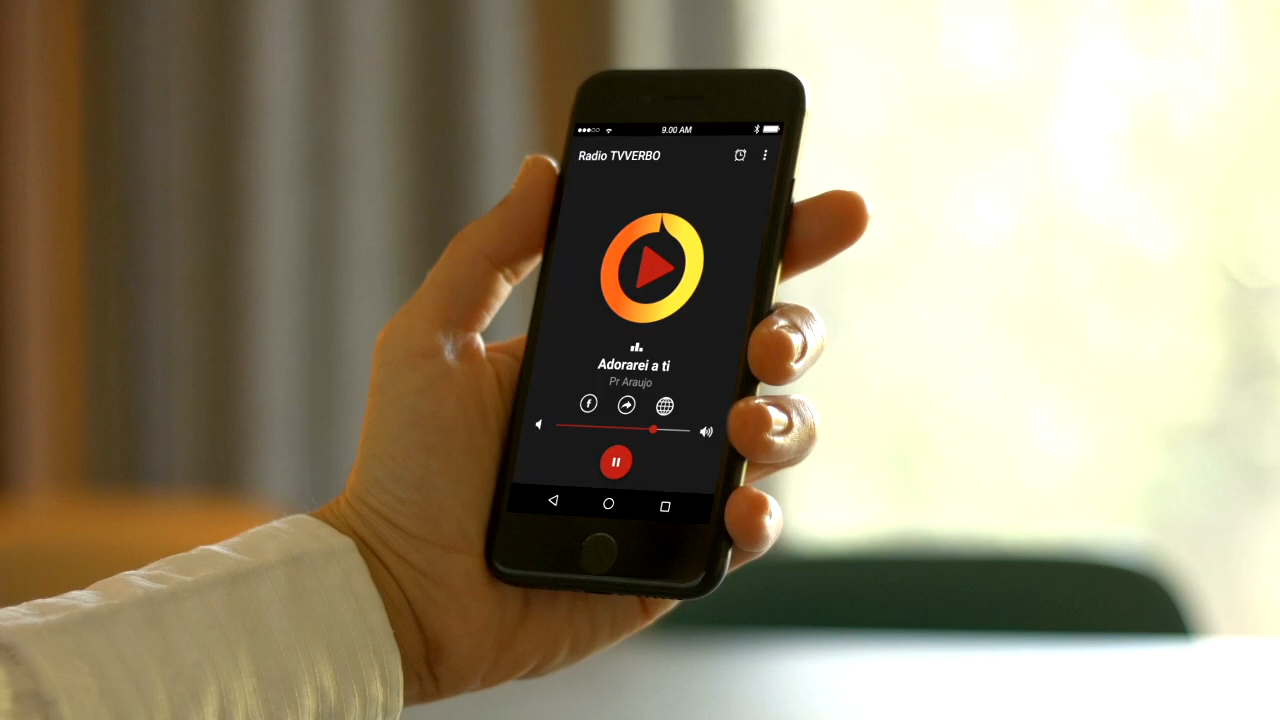 9.00 AM
Radio TVVERBO
Adorarei a ti
Pr Araujo
f